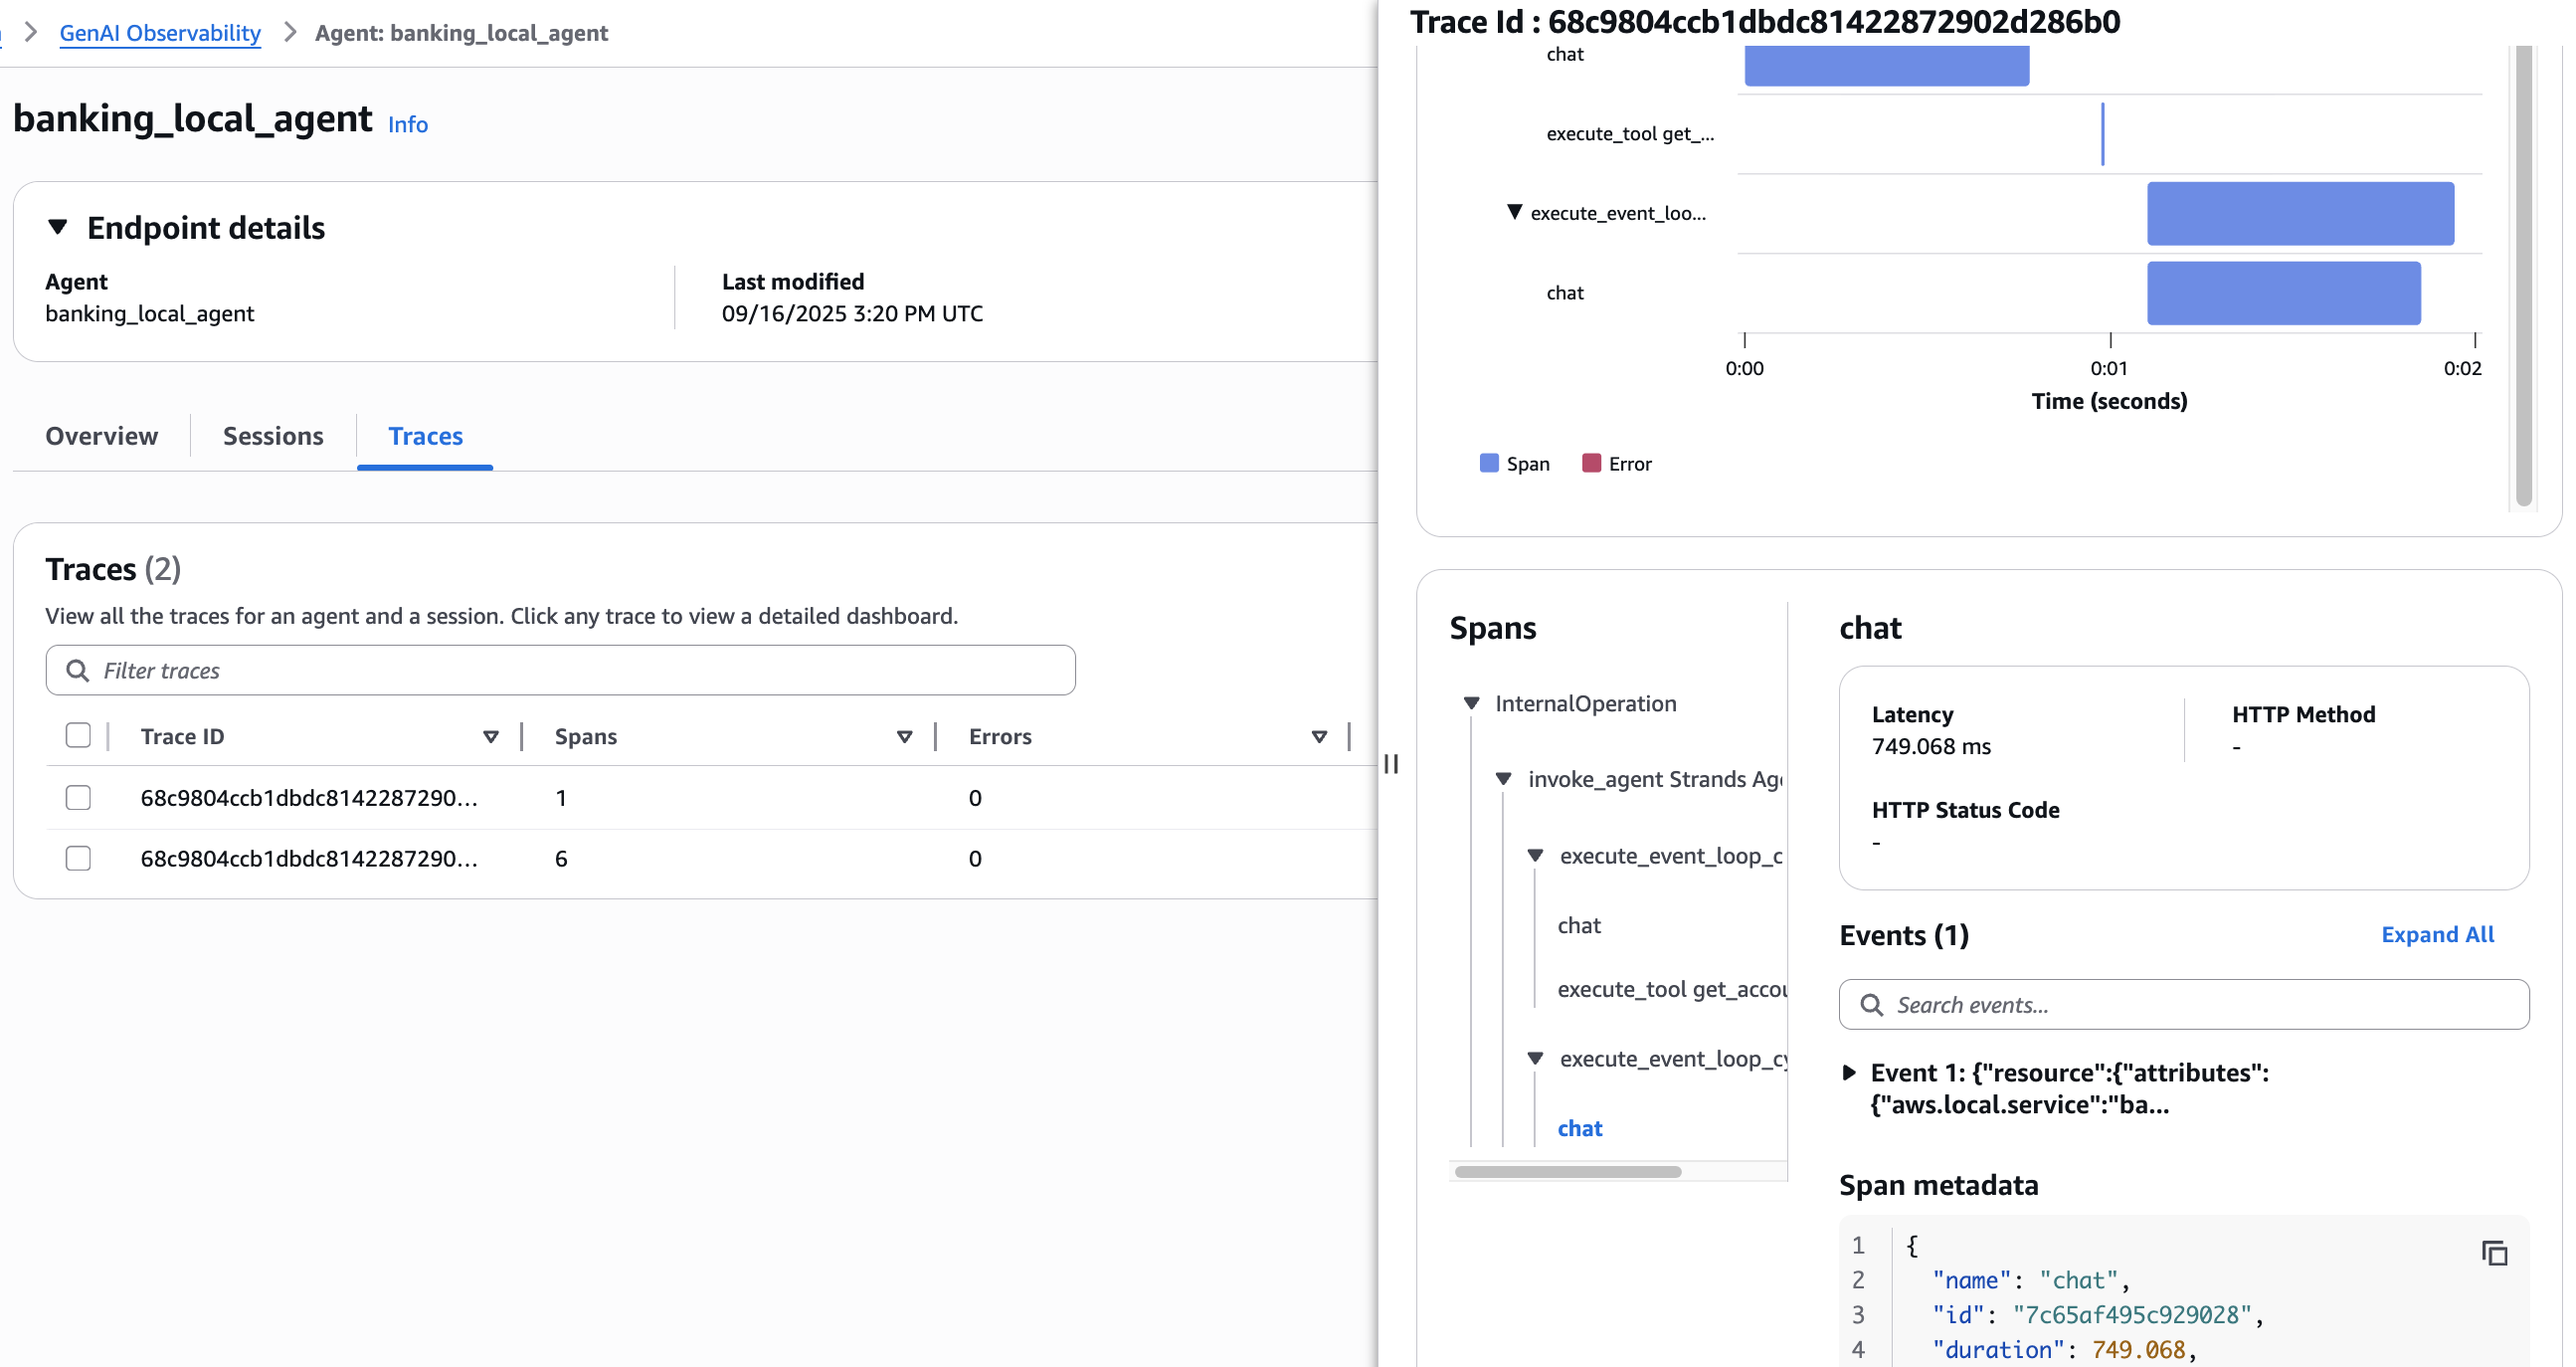 GenAI Observability > Agent: banking_local_agent
banking_local_agent Info
Endpoint details
Agent
banking_local_agent
Last modified
09/16/2025 3:20 PM UTC
Overview
Sessions
Traces
Traces (2)
View all the traces for an agent and a session. Click any trace to view a detailed dashboard.
Filter traces
Trace ID Spans Errors
68c9804ccb1dbdc8142287290... 1 0
68c9804ccb1dbdc8142287290... 6 0
Trace Id : 68c9804ccb1dbdc81422872902d286b0
chat
execute_tool get_...
execute_event_loo...
chat
0:00 0:01 0:02
Time (seconds)
Span Error
Spans
InternalOperation
invoke_agent Strands Age
execute_event_loop_c
chat
execute_tool get_accou
execute_event_loop_cy
chat
chat
Latency
749.068 ms
HTTP Method
-
HTTP Status Code
-
Events (1)
Expand All
Search events...
Event 1: {"resource":{"attributes":
{"aws.local.service":"ba...
Span metadata
1 {
2 "name": "chat",
3 "id": "7c65af495c929028",
4 "duration": 749.068,